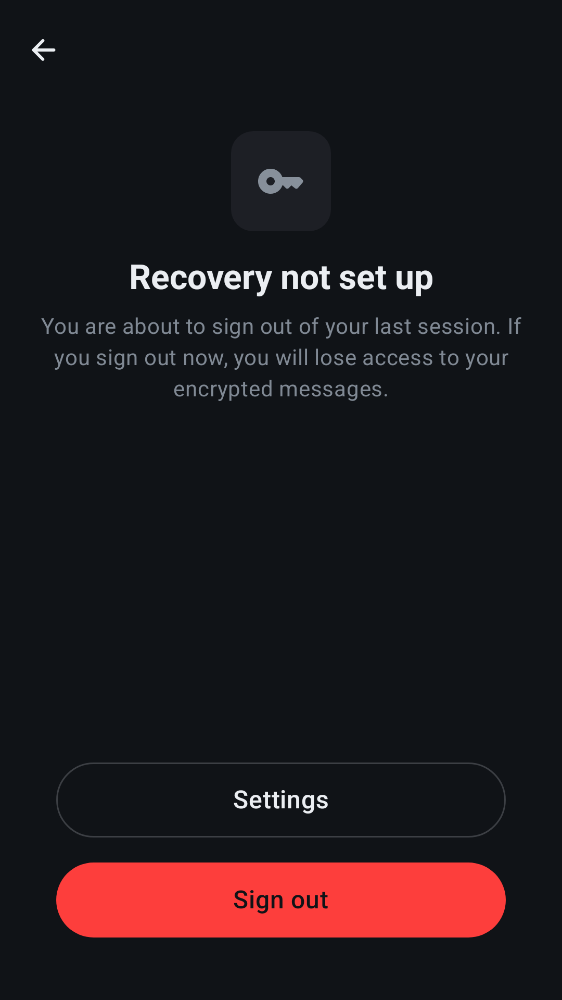 Recovery not set up
You are about to sign out of your last session. If
you sign out now, you will lose access to your
encrypted messages.
Settings
Sign out